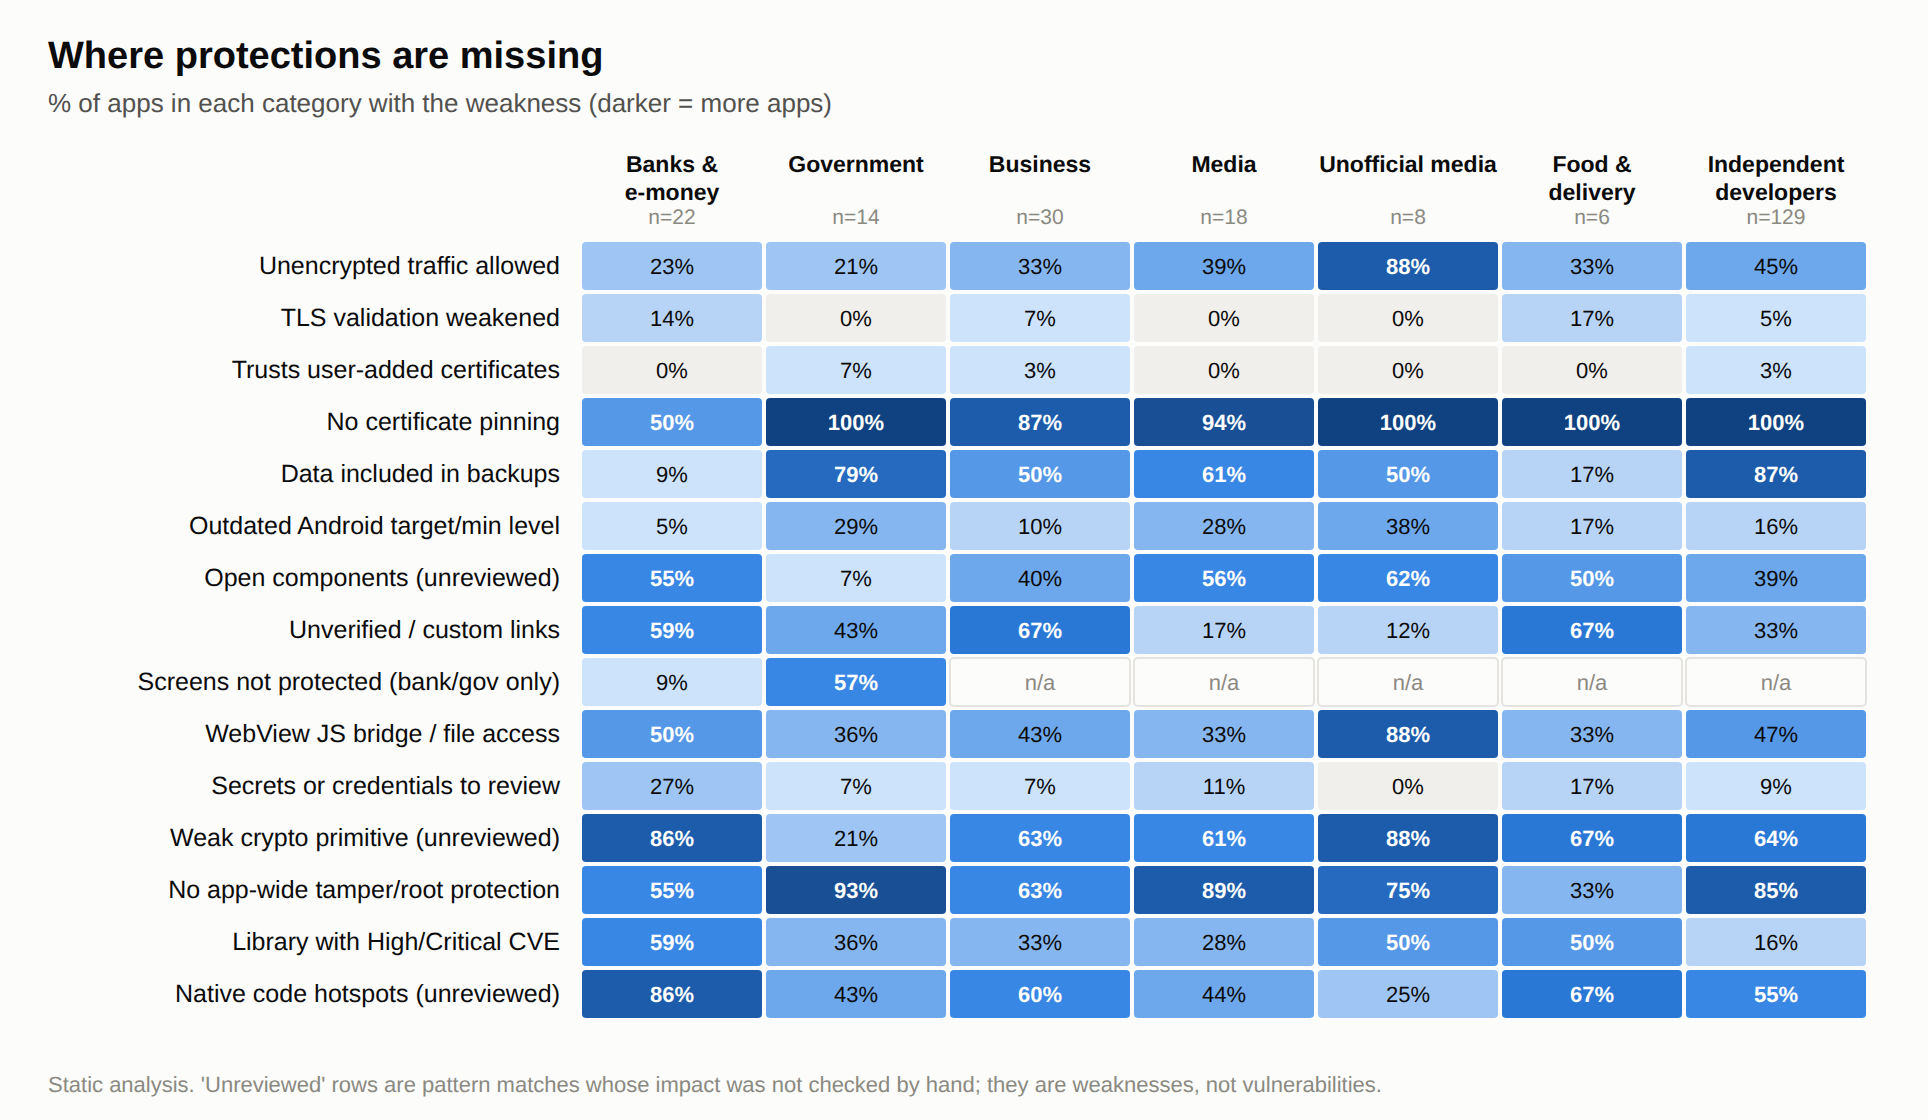 Where protections are missing
% of apps in each category with the weakness (darker = more apps)
Banks & e-money n=22
Government n=14
Business n=30
Media n=18
Unofficial media n=8
Food & delivery n=6
Independent developers n=129
Unencrypted traffic allowed 23% 21% 33% 39% 88% 33% 45%
TLS validation weakened 14% 0% 7% 0% 0% 17% 5%
Trusts user-added certificates 0% 7% 3% 0% 0% 0% 3%
No certificate pinning 50% 100% 87% 94% 100% 100% 100%
Data included in backups 9% 79% 50% 61% 50% 17% 87%
Outdated Android target/min level 5% 29% 10% 28% 38% 17% 16%
Open components (unreviewed) 55% 7% 40% 56% 62% 50% 39%
Unverified / custom links 59% 43% 67% 17% 12% 67% 33%
Screens not protected (bank/gov only) 9% 57% n/a n/a n/a n/a n/a
WebView JS bridge / file access 50% 36% 43% 33% 88% 33% 47%
Secrets or credentials to review 27% 7% 7% 11% 0% 17% 9%
Weak crypto primitive (unreviewed) 86% 21% 63% 61% 88% 67% 64%
No app-wide tamper/root protection 55% 93% 63% 89% 75% 33% 85%
Library with High/Critical CVE 59% 36% 33% 28% 50% 50% 16%
Native code hotspots (unreviewed) 86% 43% 60% 44% 25% 67% 55%
Static analysis. 'Unreviewed' rows are pattern matches whose impact was not checked by hand; they are weaknesses, not vulnerabilities.